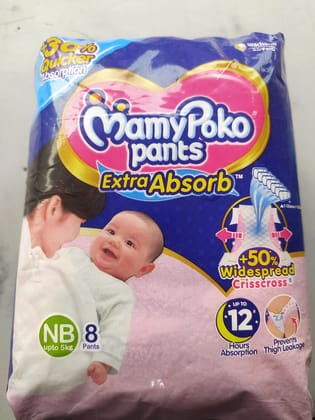 30%
Quicker
Absorption
MamyPoko
pants
Extra Absorb™
+50%
Widespread
Crisscross
UP TO
12
Hours
Absorption
Prevents
Thigh Leakage
NB
upto 5kg
8
Pants